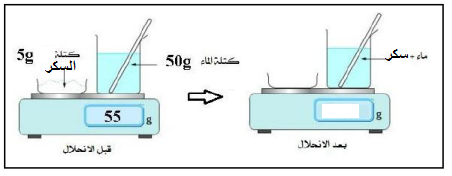 5g كتلة السكر
50g كتلة الماء
55 g
قبل الانحلال
ماء + سكر
g
بعد الانحلال